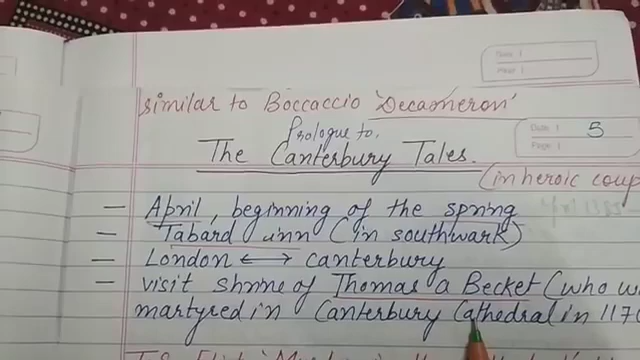 Date
Page
similar to Boccaccio 'Decameron'
Date 5
Page
Prologue to
The Canterbury Tales.
(in heroic coup
— April, beginning of the spring
— Tabard inn (in southwark)
— London ⟷ canterbury
— visit shrine of Thomas a Becket (who w
martyred in Canterbury Cathedral in 117